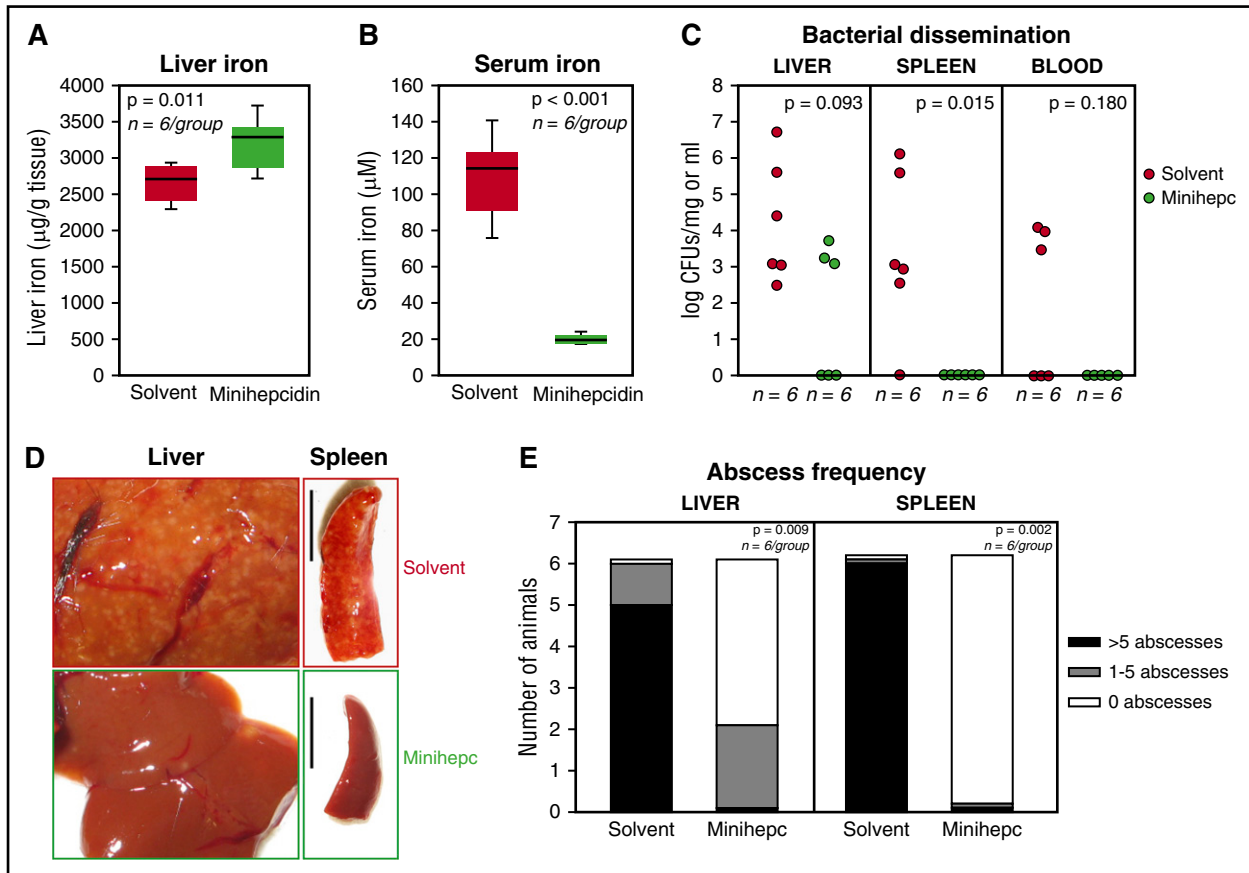 A
Liver iron
p = 0.011
n = 6/group
4000
3500
3000
2500
2000
1500
1000
500
0
Liver iron (µg/g tissue)
Solvent Minihepcidin
B
Serum iron
p < 0.001
n = 6/group
160
140
120
100
80
60
40
20
0
Serum iron (µM)
Solvent Minihepcidin
C
Bacterial dissemination
LIVER SPLEEN BLOOD
p = 0.093 p = 0.015 p = 0.180
8
7
6
5
4
3
2
1
0
log CFUs/mg or ml
n = 6 n = 6 n = 6 n = 6 n = 6 n = 6
Solvent
Minihepc
D
Liver Spleen
Solvent
Minihepc
E
Abscess frequency
LIVER SPLEEN
p = 0.009 p = 0.002
n = 6/group n = 6/group
7
6
5
4
3
2
1
0
Number of animals
Solvent Minihepc Solvent Minihepc
>5 abscesses
1-5 abscesses
0 abscesses